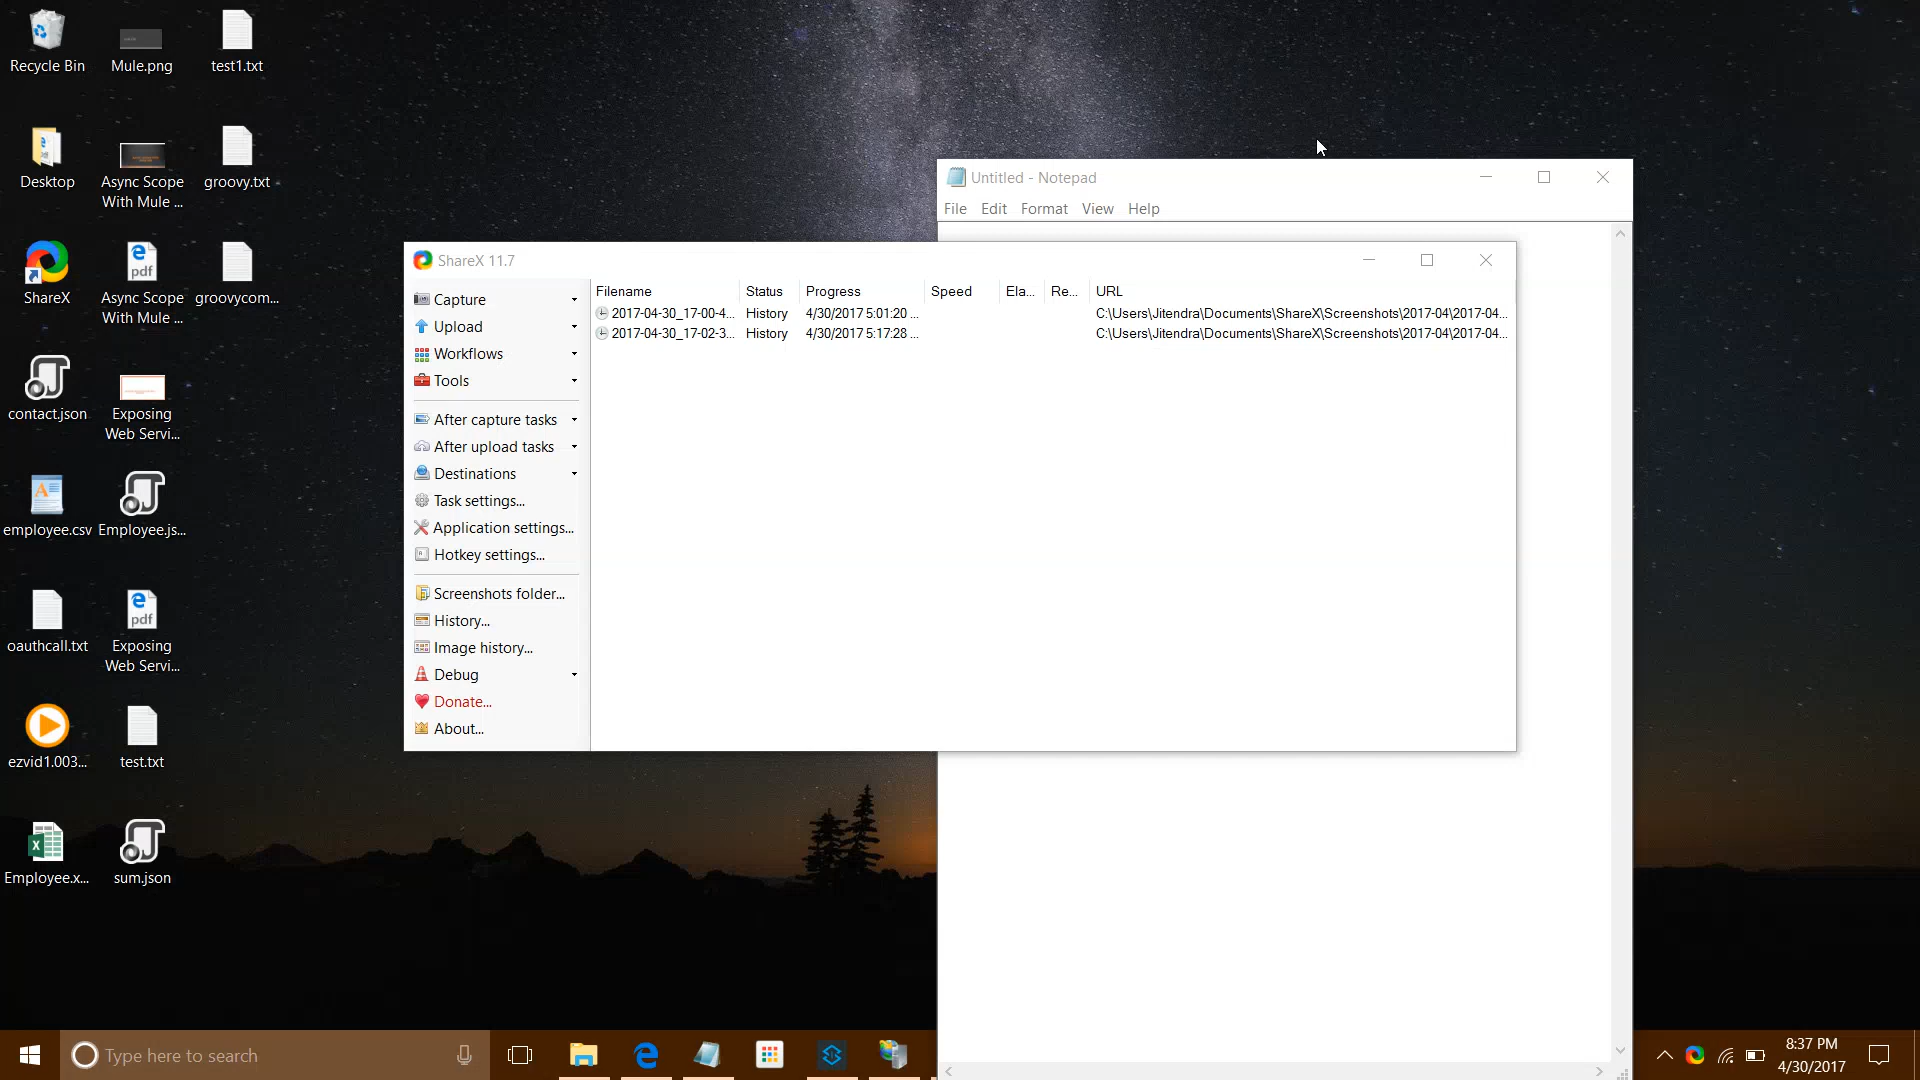 Recycle Bin
Mule.png
test1.txt
Desktop
Async Scope
With Mule ...
groovy.txt
ShareX
Async Scope
With Mule ...
groovycom...
contact.json
Exposing
Web Servi...
employee.csv
Employee.js...
oauthcall.txt
Exposing
Web Servi...
ezvid1.003...
test.txt
Employee.x...
sum.json
Untitled - Notepad
File Edit Format View Help
ShareX 11.7
Capture
Upload
Workflows
Tools
After capture tasks
After upload tasks
Destinations
Task settings...
Application settings...
Hotkey settings...
Screenshots folder...
History...
Image history...
Debug
Donate...
About...
Filename Status Progress Speed Ela... Re... URL
2017-04-30_17-00-4... History 4/30/2017 5:01:20 ... C:\Users\Jitendra\Documents\ShareX\Screenshots\2017-04\2017-04...
2017-04-30_17-02-3... History 4/30/2017 5:17:28 ... C:\Users\Jitendra\Documents\ShareX\Screenshots\2017-04\2017-04...
Type here to search
8:37 PM
4/30/2017